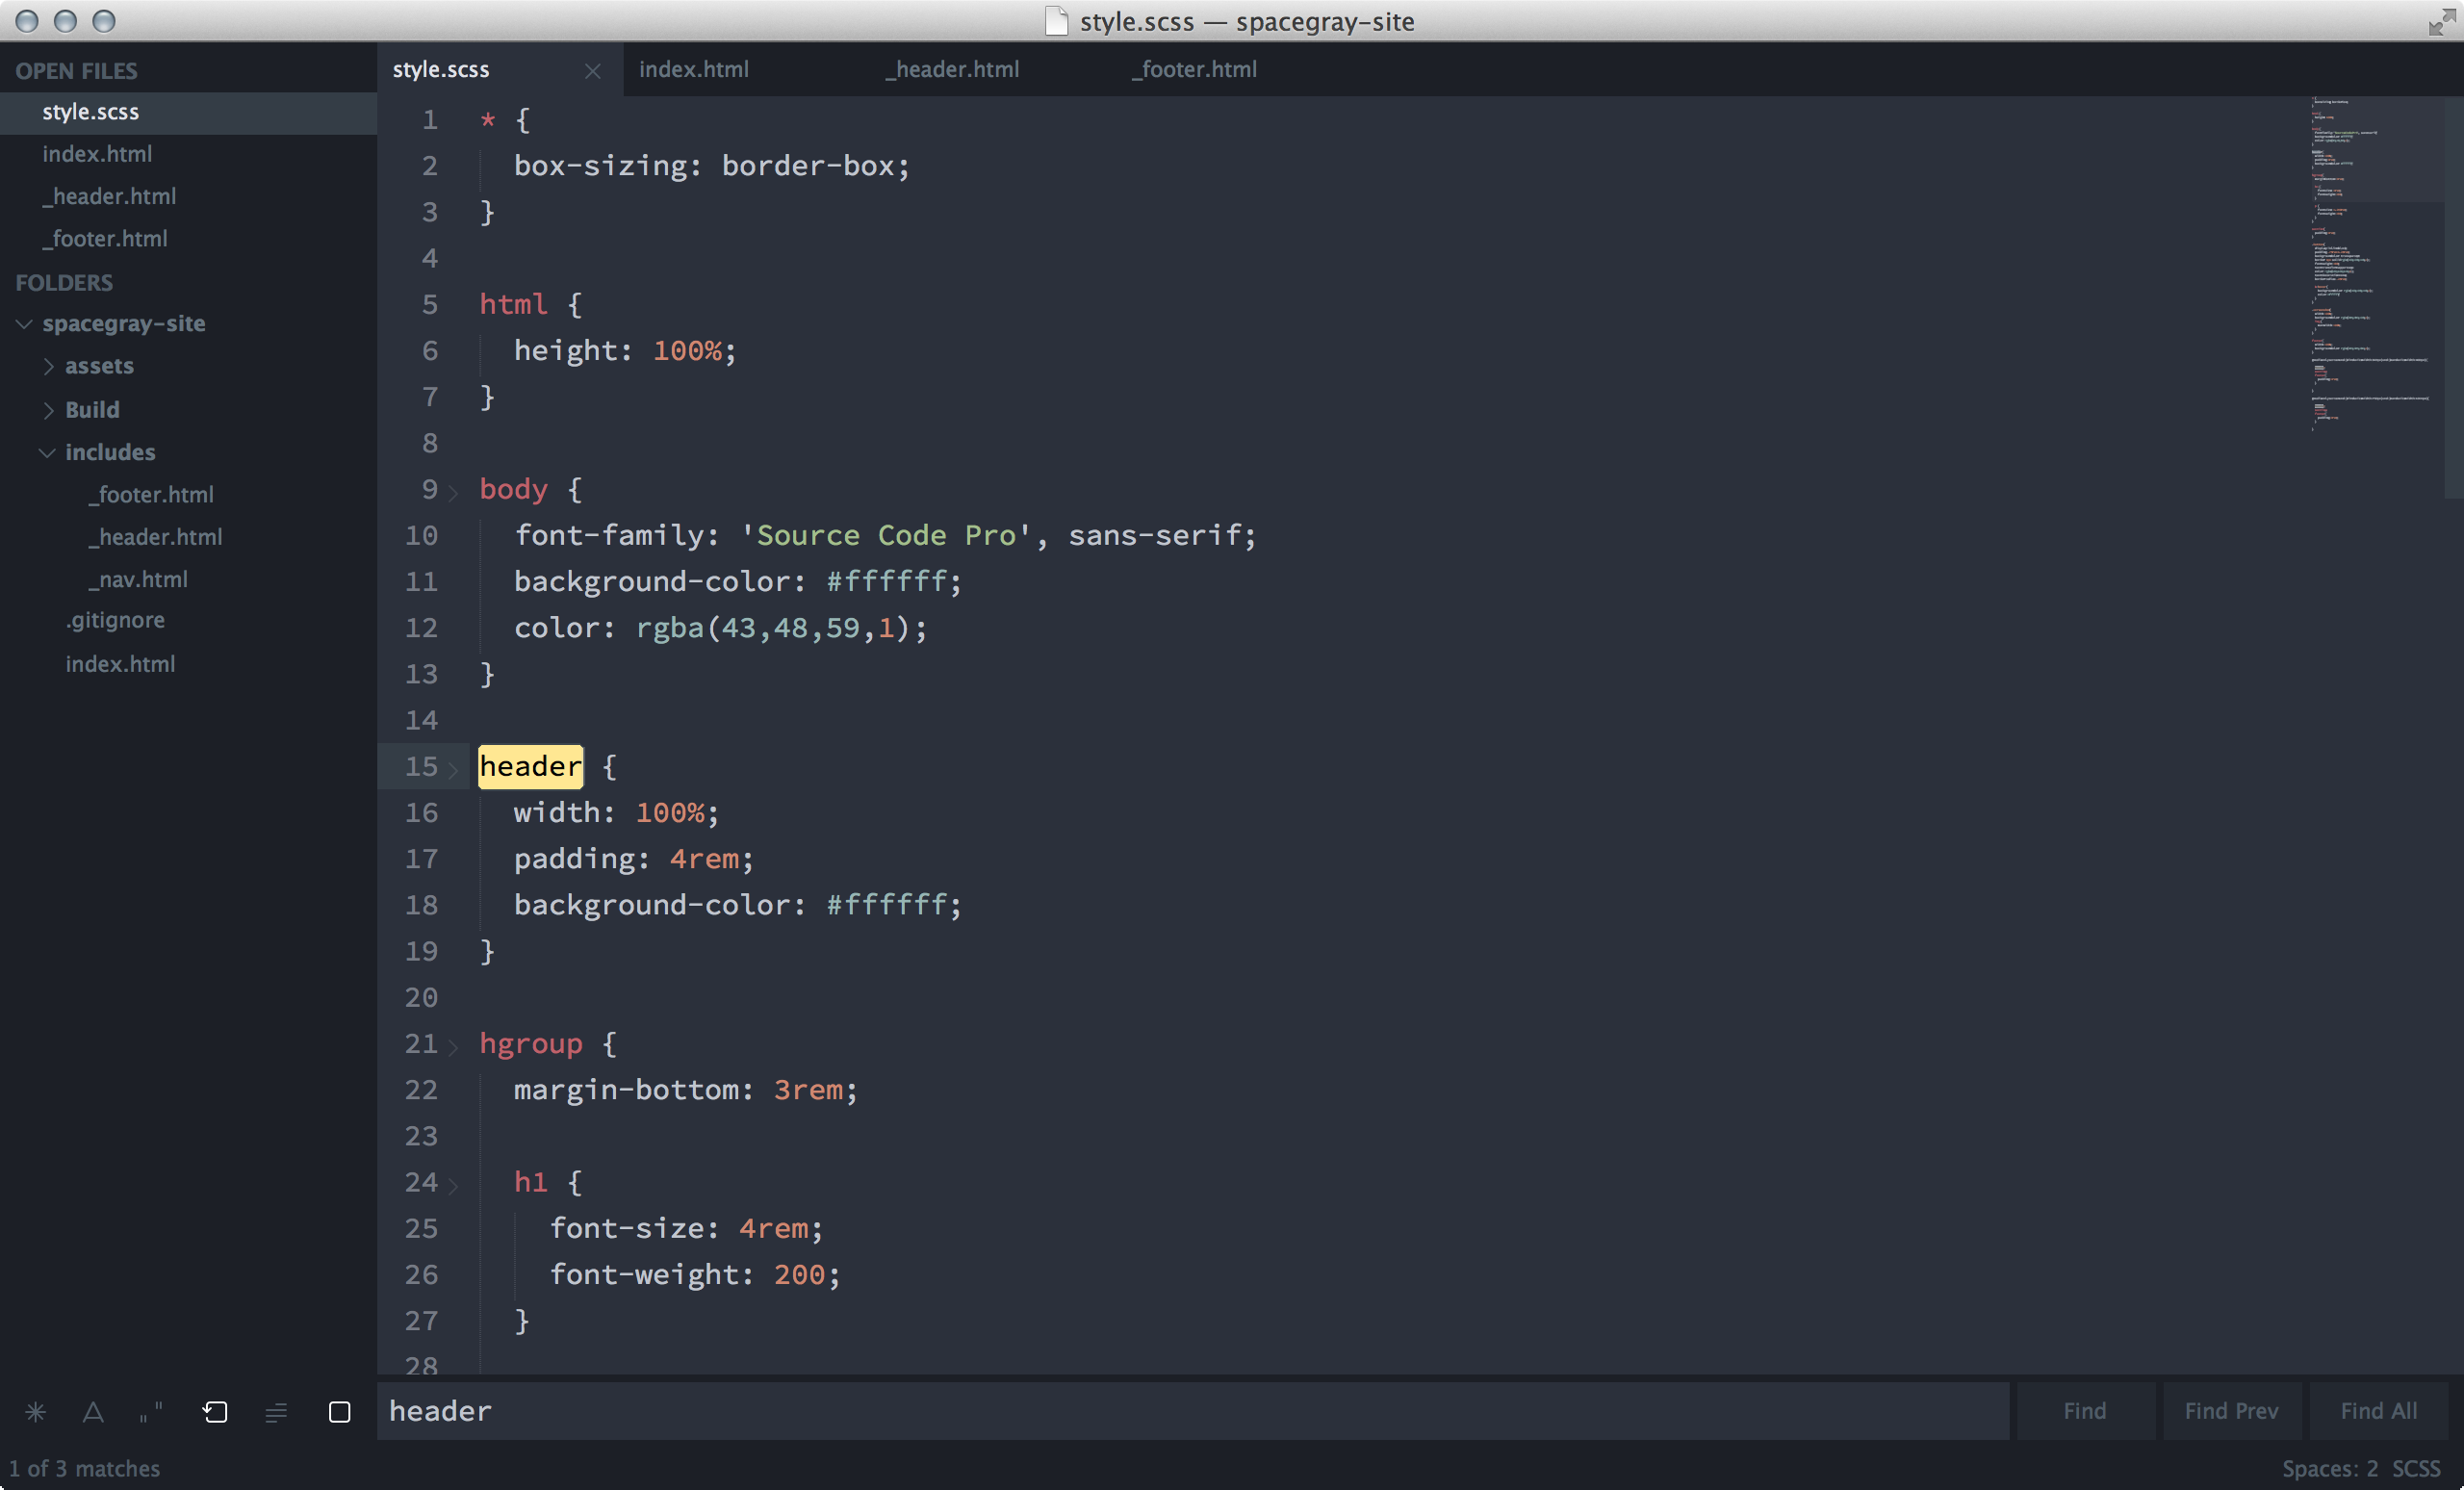 style.scss — spacegray-site
OPEN FILES
style.scss
index.html
_header.html
_footer.html
FOLDERS
spacegray-site
assets
Build
includes
_footer.html
_header.html
_nav.html
.gitignore
index.html
style.scss index.html _header.html _footer.html
1 * {
2   box-sizing: border-box;
3 }
4
5 html {
6   height: 100%;
7 }
8
9 body {
10   font-family: 'Source Code Pro', sans-serif;
11   background-color: #ffffff;
12   color: rgba(43,48,59,1);
13 }
14
15 header {
16   width: 100%;
17   padding: 4rem;
18   background-color: #ffffff;
19 }
20
21 hgroup {
22   margin-bottom: 3rem;
23
24   h1 {
25     font-size: 4rem;
26     font-weight: 200;
27   }
28
header Find Find Prev Find All
1 of 3 matches Spaces: 2 SCSS